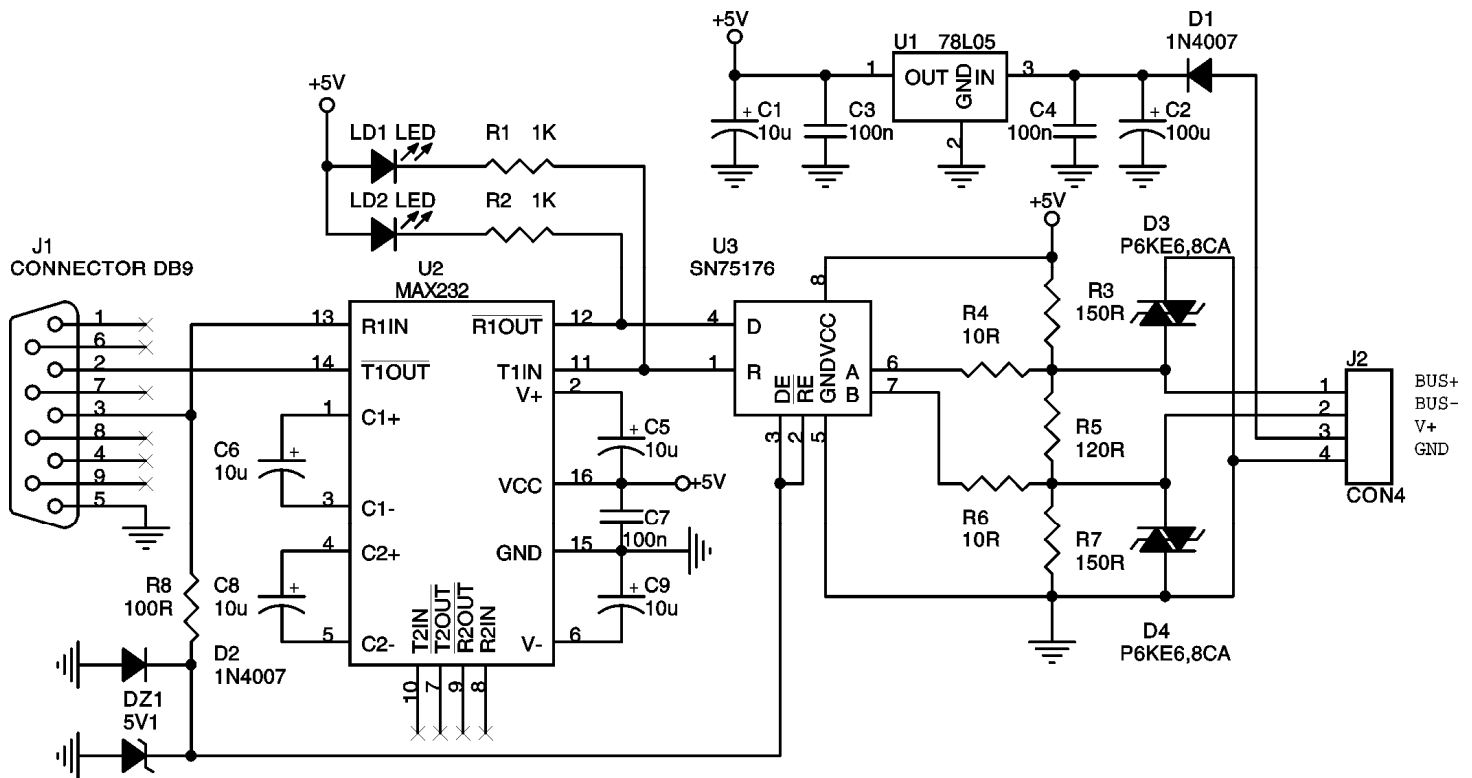 +5V
U1 78L05
D1
1N4007
1
OUT
GND
IN
3
2
+
C1
10u
C3
100n
C4
100n
+
C2
100u
+5V
LD1 LED
R1 1K
LD2 LED
R2 1K
J1
CONNECTOR DB9
1
6
2
7
3
8
4
9
5
U2
MAX232
13
R1IN
R1OUT
12
14
T1OUT
T1IN
11
V+
2
1
C1+
+
C6
10u
3
C1-
+
C5
10u
VCC
16
+5V
C7
100n
GND
15
4
C2+
+
C8
10u
5
C2-
+
C9
10u
V-
6
T2IN
T2OUT
R2OUT
R2IN
10
7
9
8
R8
100R
D2
1N4007
DZ1
5V1
U3
SN75176
8
4
D
1
R
DE
RE
GND
VCC
A
B
6
7
3
2
5
+5V
R4
10R
R3
150R
D3
P6KE6,8CA
R5
120R
R6
10R
R7
150R
D4
P6KE6,8CA
J2
1
BUS+
2
BUS-
3
V+
4
GND
CON4